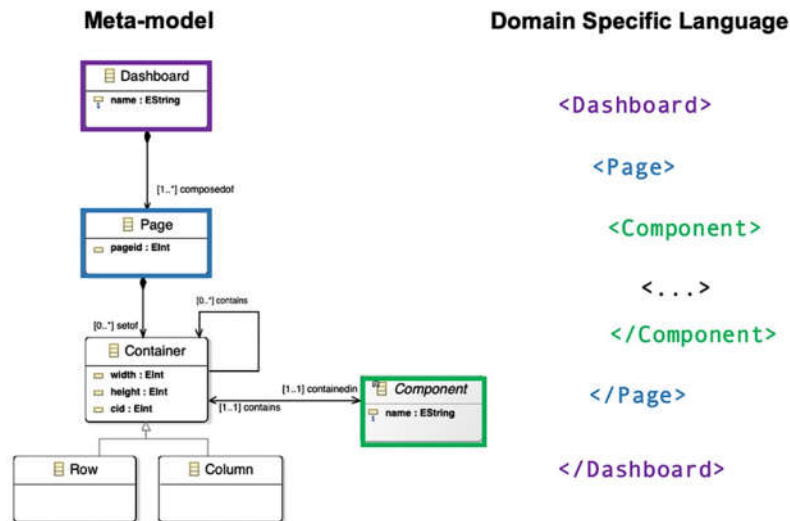 Meta-model
Domain Specific Language
Dashboard
name : EString
[1..*] composedof
Page
pageid : EInt
[0..*] setof
[0..*] contains
Container
width : EInt
height : EInt
cid : EInt
[1..1] containedin
[1..1] contains
Component
name : EString
Row
Column
<Dashboard>
<Page>
<Component>
<...>
</Component>
</Page>
</Dashboard>